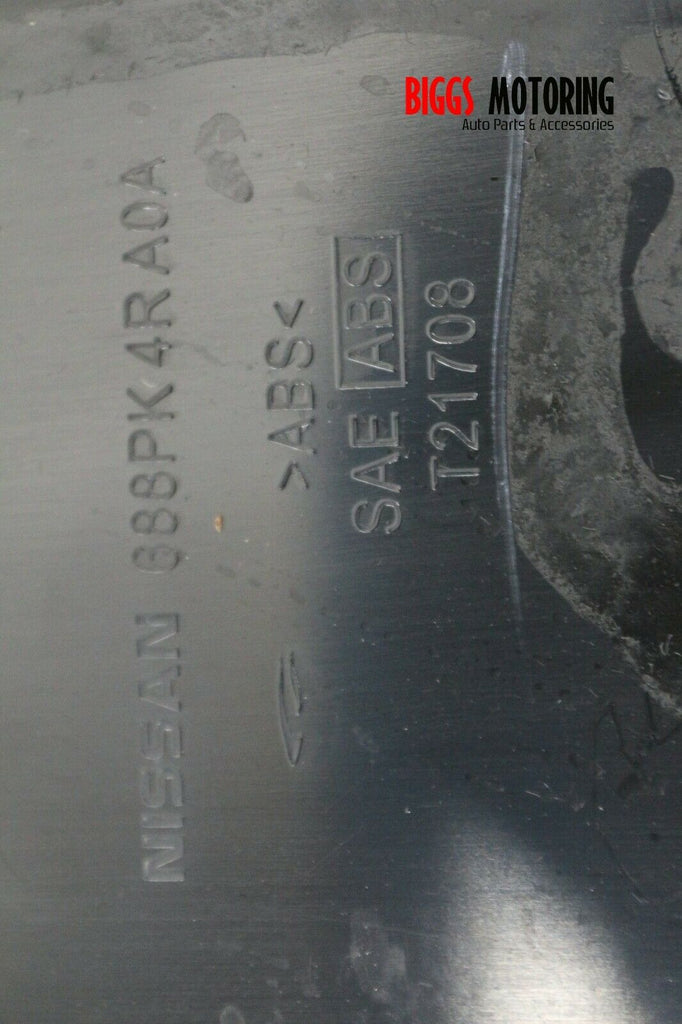 BIGGS MOTORING
Auto Parts & Accessories
NISSAN 688PK4RA0A
>ABS<
SAE ABS
T21708